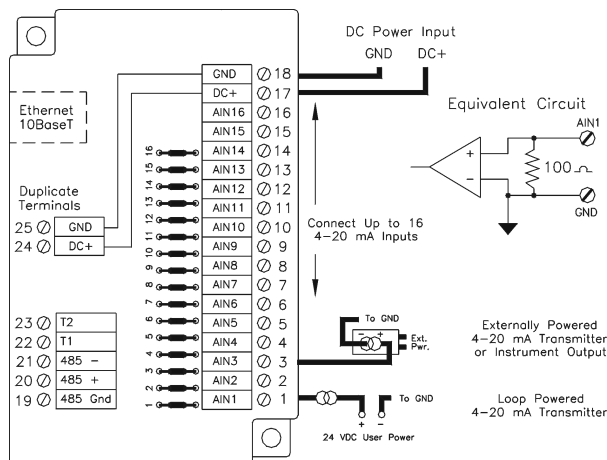 DC Power Input
GND DC+
GND 18
DC+ 17
AIN16 16
AIN15 15
AIN14 14
AIN13 13
AIN12 12
AIN11 11
AIN10 10
AIN9 9
AIN8 8
AIN7 7
AIN6 6
AIN5 5
AIN4 4
AIN3 3
AIN2 2
AIN1 1
16
15
14
13
12
11
10
9
8
7
6
5
4
3
2
1
Ethernet
10BaseT
Duplicate
Terminals
25 GND
24 DC+
23 T2
22 T1
21 485 -
20 485 +
19 485 Gnd
Equivalent Circuit
AIN1
+
-
100 Ω
GND
Connect Up to 16
4-20 mA Inputs
To GND
- +
Ext.
Pwr.
Externally Powered
4-20 mA Transmitter
or Instrument Output
To GND
+ -
24 VDC User Power
Loop Powered
4-20 mA Transmitter